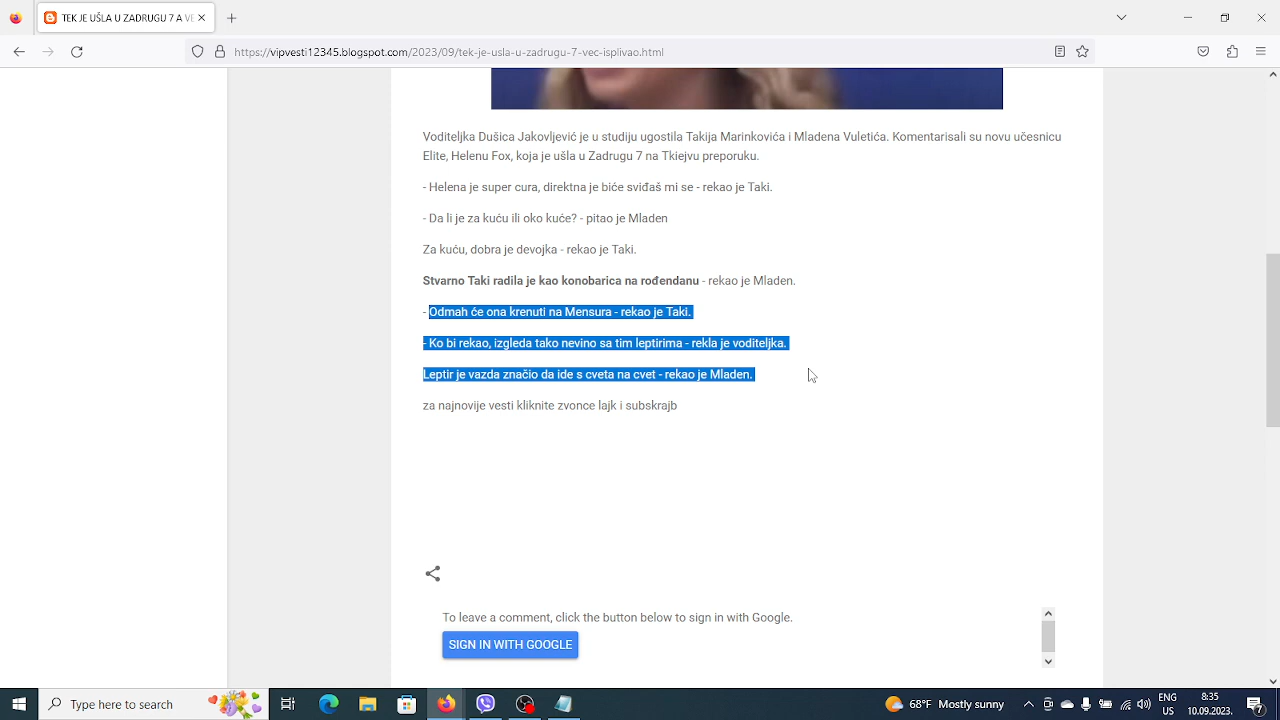 TEK JE UŠLA U ZADRUGU 7 A VE
https://vipvesti12345.blogspot.com/2023/09/tek-je-usla-u-zadrugu-7-vec-isplivao.html
Voditeljka Dušica Jakovljević je u studiju ugostila Takija Marinkovića i Mladena Vuletića. Komentarisali su novu učesnicu
Elite, Helenu Fox, koja je ušla u Zadrugu 7 na Tkiejvu preporuku.
- Helena je super cura, direktna je biće sviđaš mi se - rekao je Taki.
- Da li je za kuću ili oko kuće? - pitao je Mladen
Za kuću, dobra je devojka - rekao je Taki.
Stvarno Taki radila je kao konobarica na rođendanu - rekao je Mladen.
- Odmah će ona krenuti na Mensura - rekao je Taki.
- Ko bi rekao, izgleda tako nevino sa tim leptirima - rekla je voditeljka.
Leptir je vazda značio da ide s cveta na cvet - rekao je Mladen.
za najnovije vesti kliknite zvonce lajk i subskrajb
To leave a comment, click the button below to sign in with Google.
SIGN IN WITH GOOGLE
Type here to search
68°F Mostly sunny
ENG
US
8:35
10.09.2023.
7